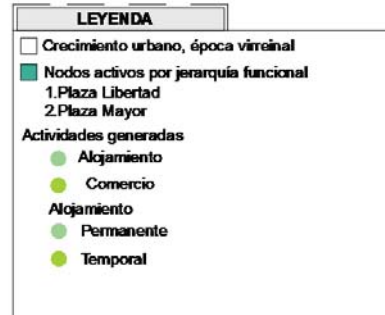 LEYENDA
Crecimiento urbano, época virreinal
Nodos activos por jerarquía funcional
1.Plaza Libertad
2.Plaza Mayor
Actividades generadas
Alojamiento
Comercio
Alojamiento
Permanente
Temporal